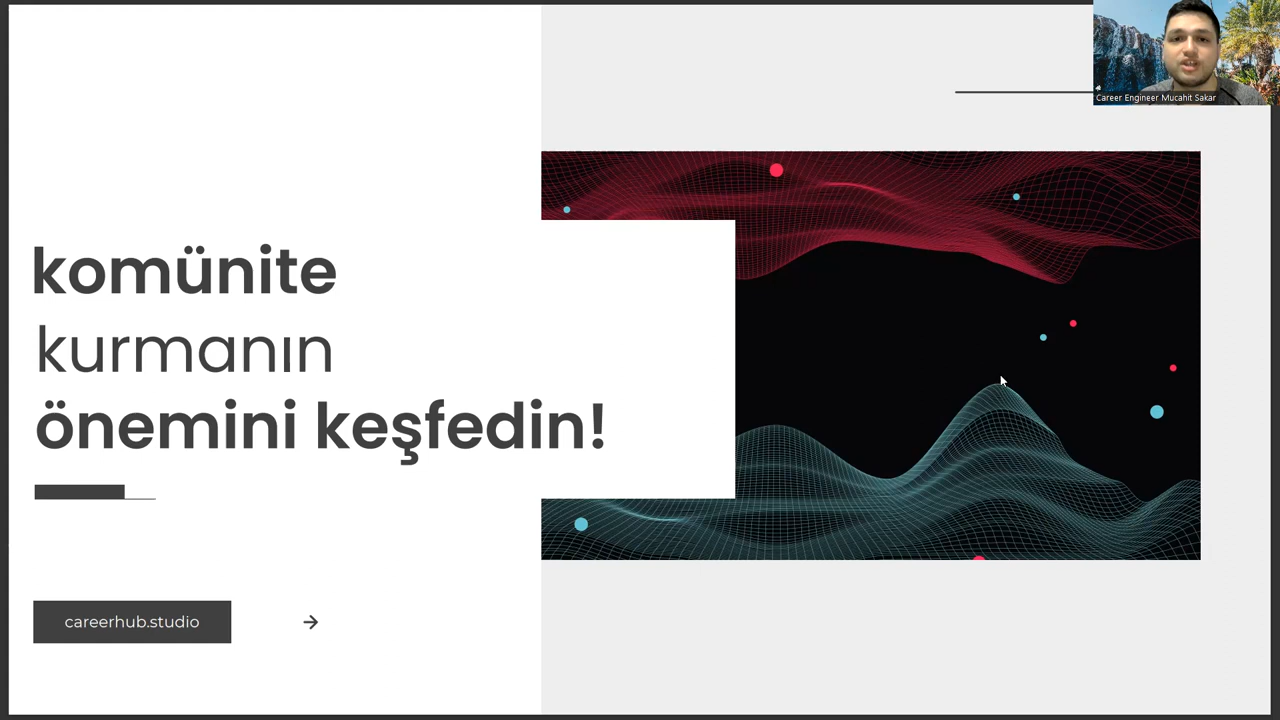 Career Engineer Mucahit Sakar
komünite
kurmanın
önemini keşfedin!
careerhub.studio